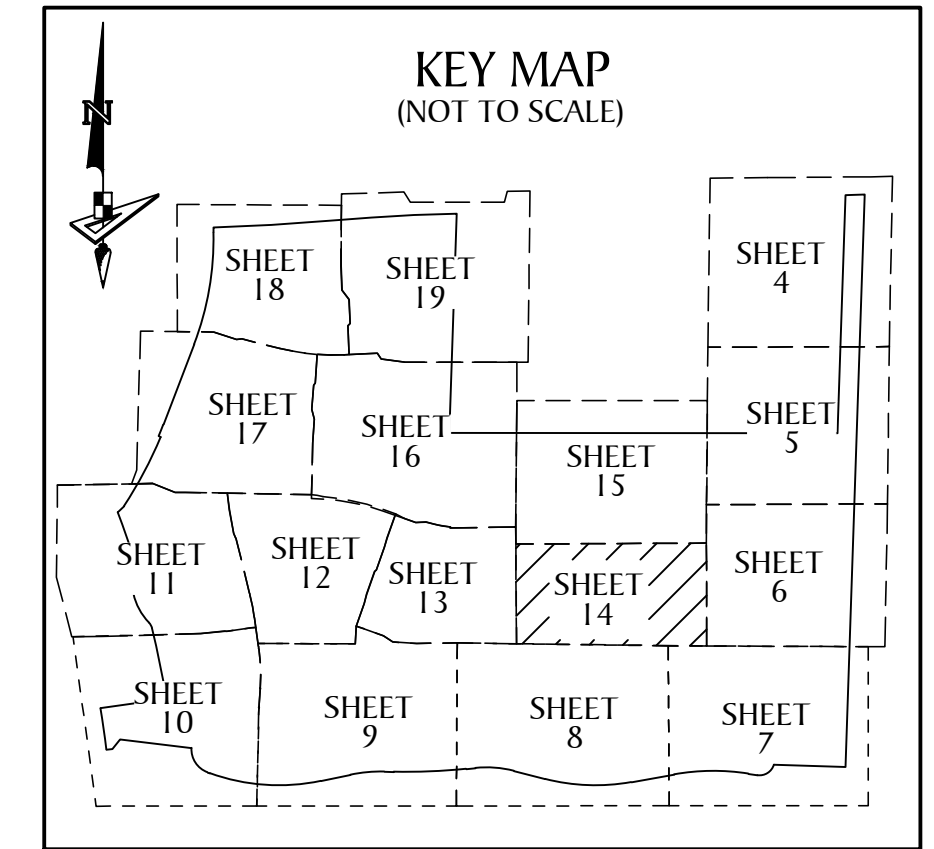 KEY MAP
(NOT TO SCALE)
N
SHEET
4
SHEET
18
SHEET
19
SHEET
17
SHEET
16
SHEET
5
SHEET
15
SHEET
11
SHEET
12
SHEET
13
SHEET
14
SHEET
6
SHEET
10
SHEET
9
SHEET
8
SHEET
7